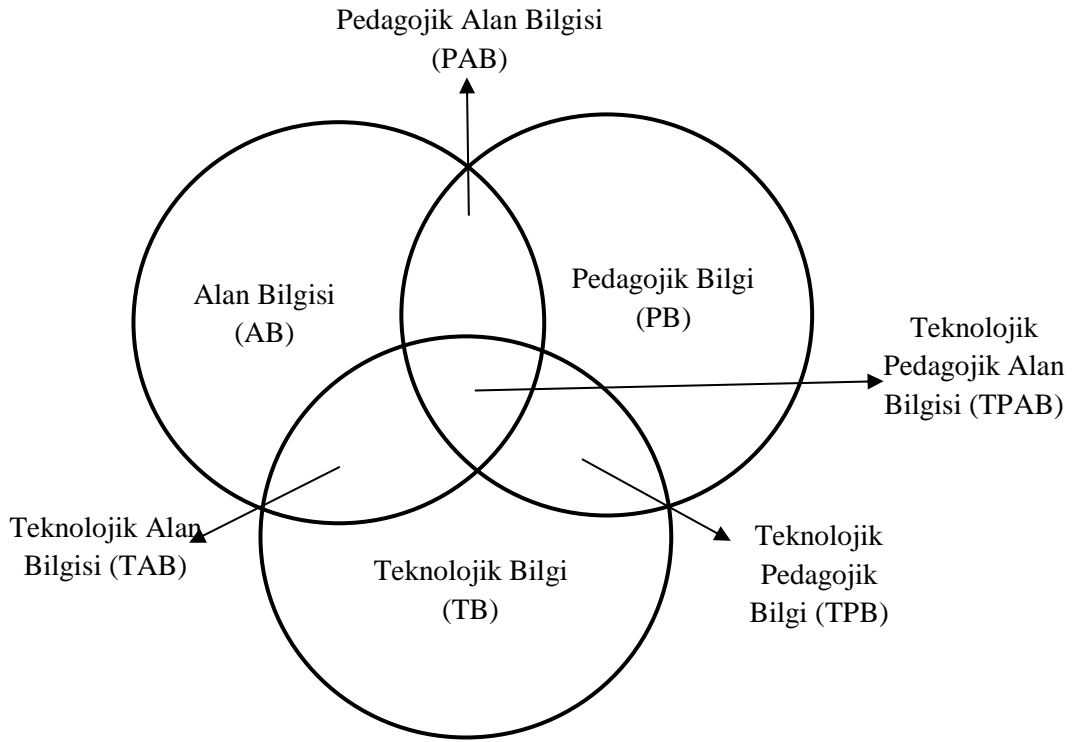 Pedagojik Alan Bilgisi
(PAB)
Alan Bilgisi
(AB)
Pedagojik Bilgi
(PB)
Teknolojik
Pedagojik Alan
Bilgisi (TPAB)
Teknolojik Alan
Bilgisi (TAB)
Teknolojik Bilgi
(TB)
Teknolojik
Pedagojik
Bilgi (TPB)